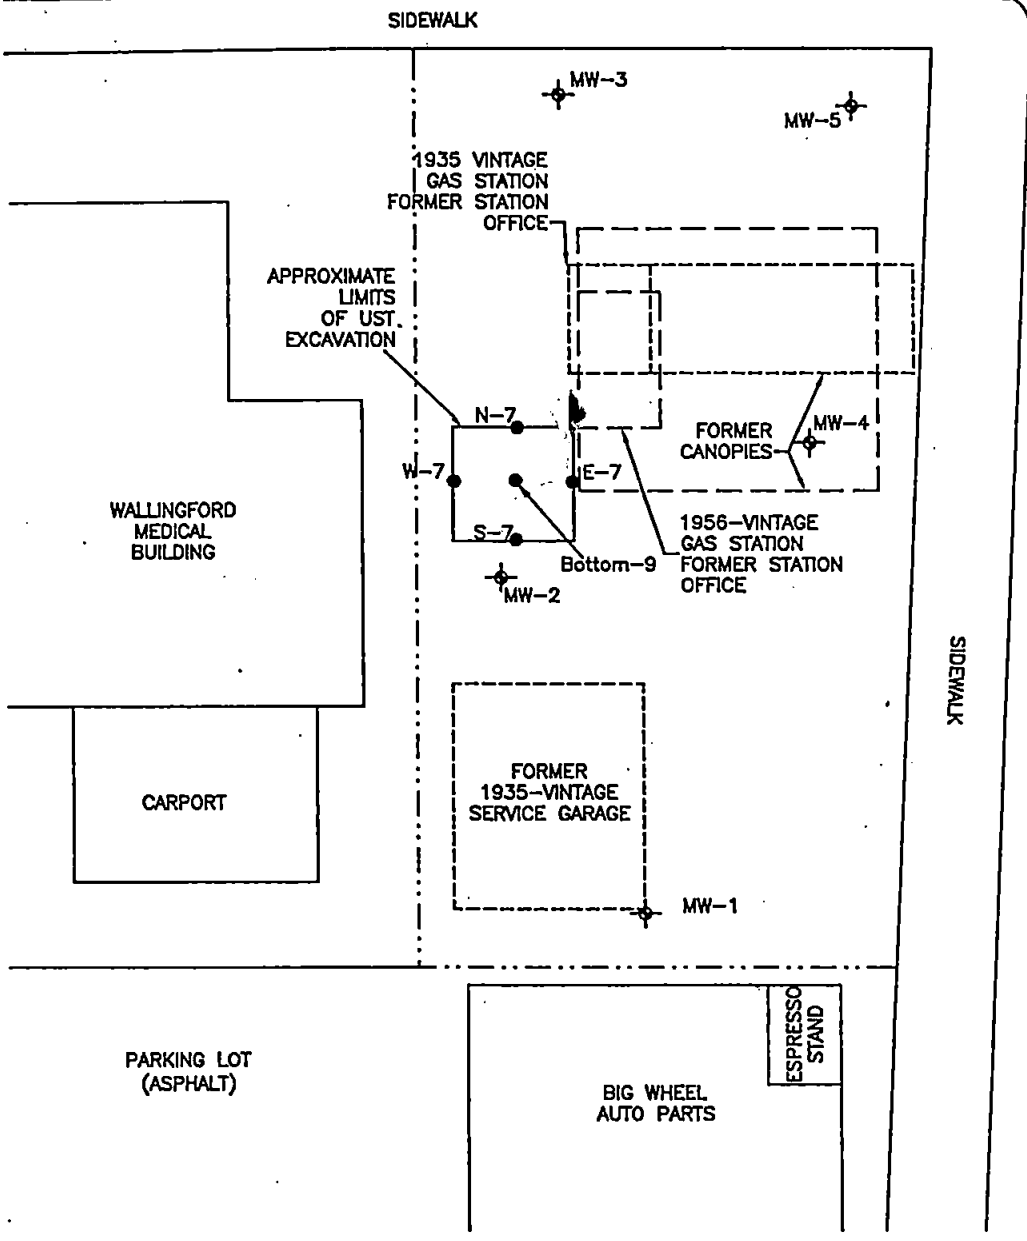 SIDEWALK
MW-3
MW-5
1935 VINTAGE
GAS STATION
FORMER STATION
OFFICE
APPROXIMATE
LIMITS
OF UST
EXCAVATION
N-7
FORMER
CANOPIES
MW-4
W-7
E-7
WALLINGFORD
MEDICAL
BUILDING
S-7
Bottom-9
1956-VINTAGE
GAS STATION
FORMER STATION
OFFICE
MW-2
SIDEWALK
FORMER
1935-VINTAGE
SERVICE GARAGE
CARPORT
MW-1
ESPRESSO
STAND
PARKING LOT
(ASPHALT)
BIG WHEEL
AUTO PARTS